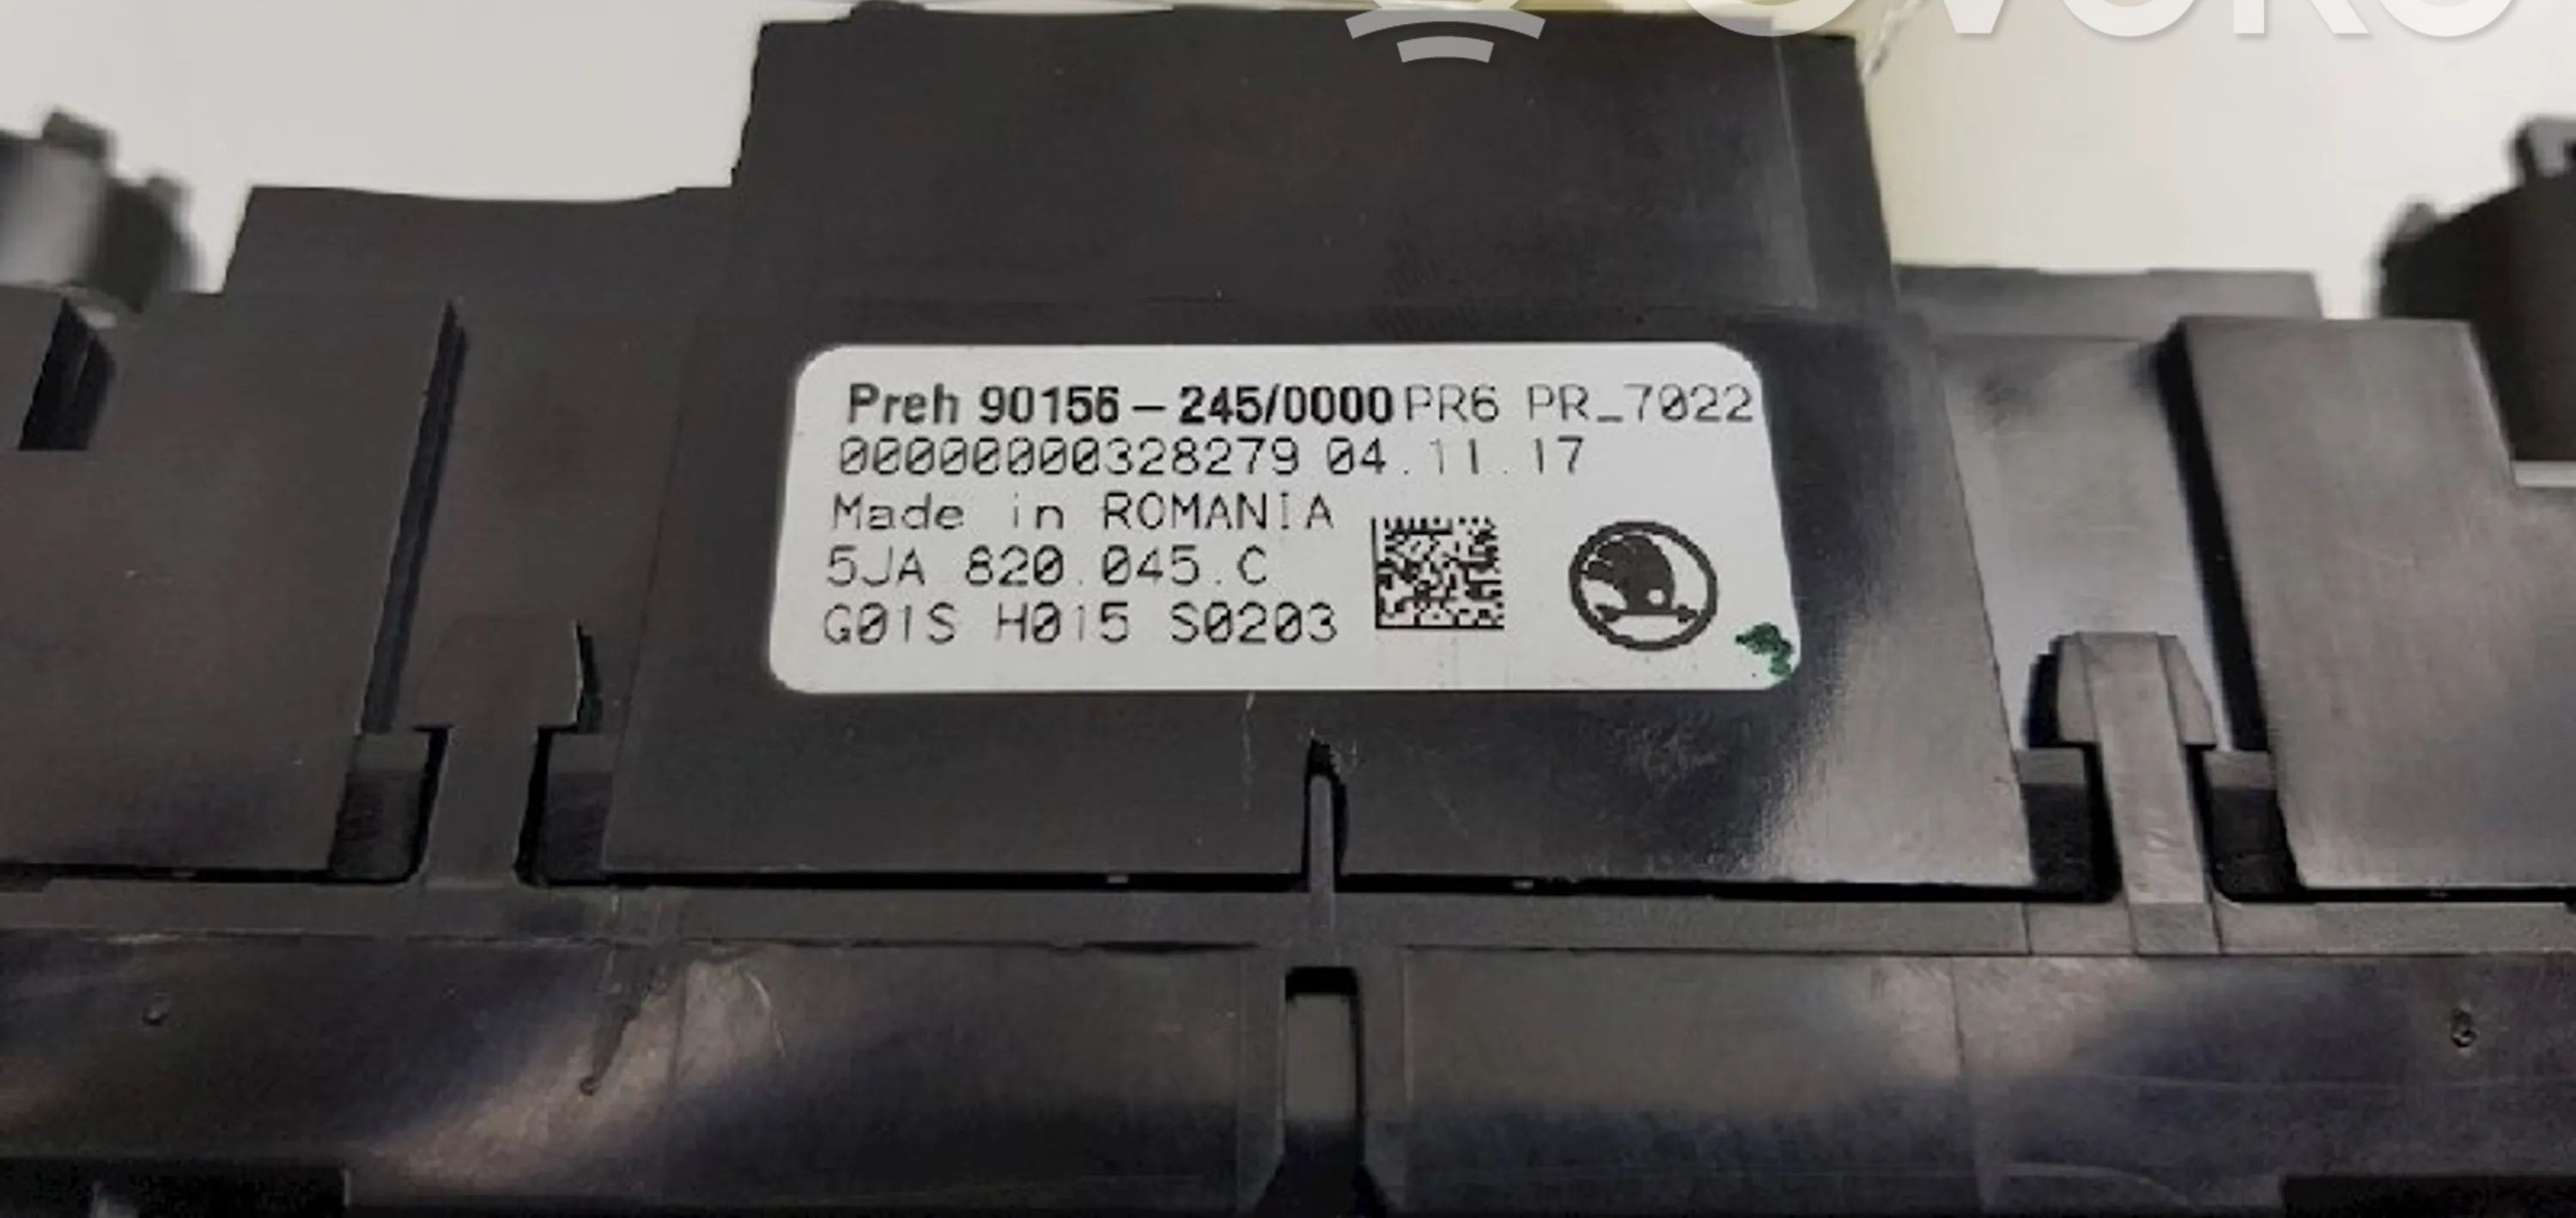 Preh 90156-245/0000 PR6 PR_7022
00000000328279 04.11.17
Made in ROMANIA
5JA 820.045.C
G01S H015 S0203